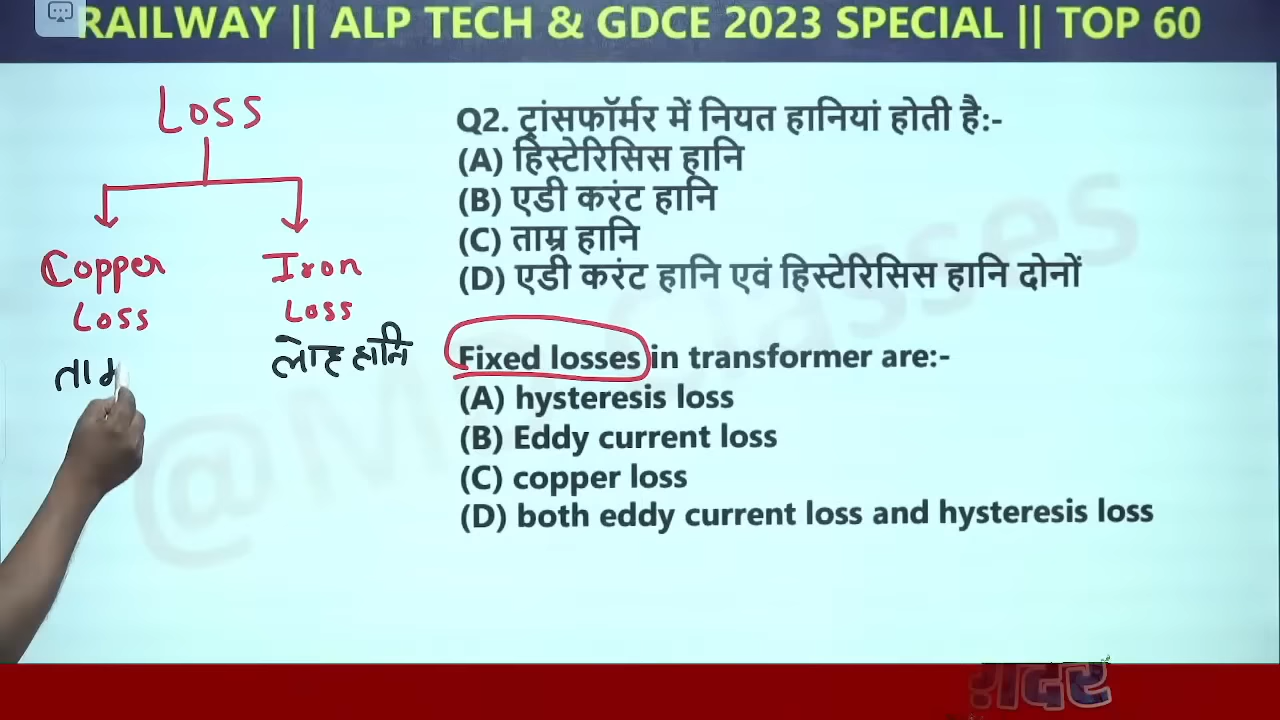 RAILWAY || ALP TECH & GDCE 2023 SPECIAL || TOP 60
Loss
Copper
Loss
Iron
Loss
लोह हानि
Q2. ट्रांसफॉर्मर में नियत हानियां होती है:-
(A) हिस्टेरिसिस हानि
(B) एडी करंट हानि
(C) ताम्र हानि
(D) एडी करंट हानि एवं हिस्टेरिसिस हानि दोनों
Fixed losses in transformer are:-
(A) hysteresis loss
(B) Eddy current loss
(C) copper loss
(D) both eddy current loss and hysteresis loss
ग़दर